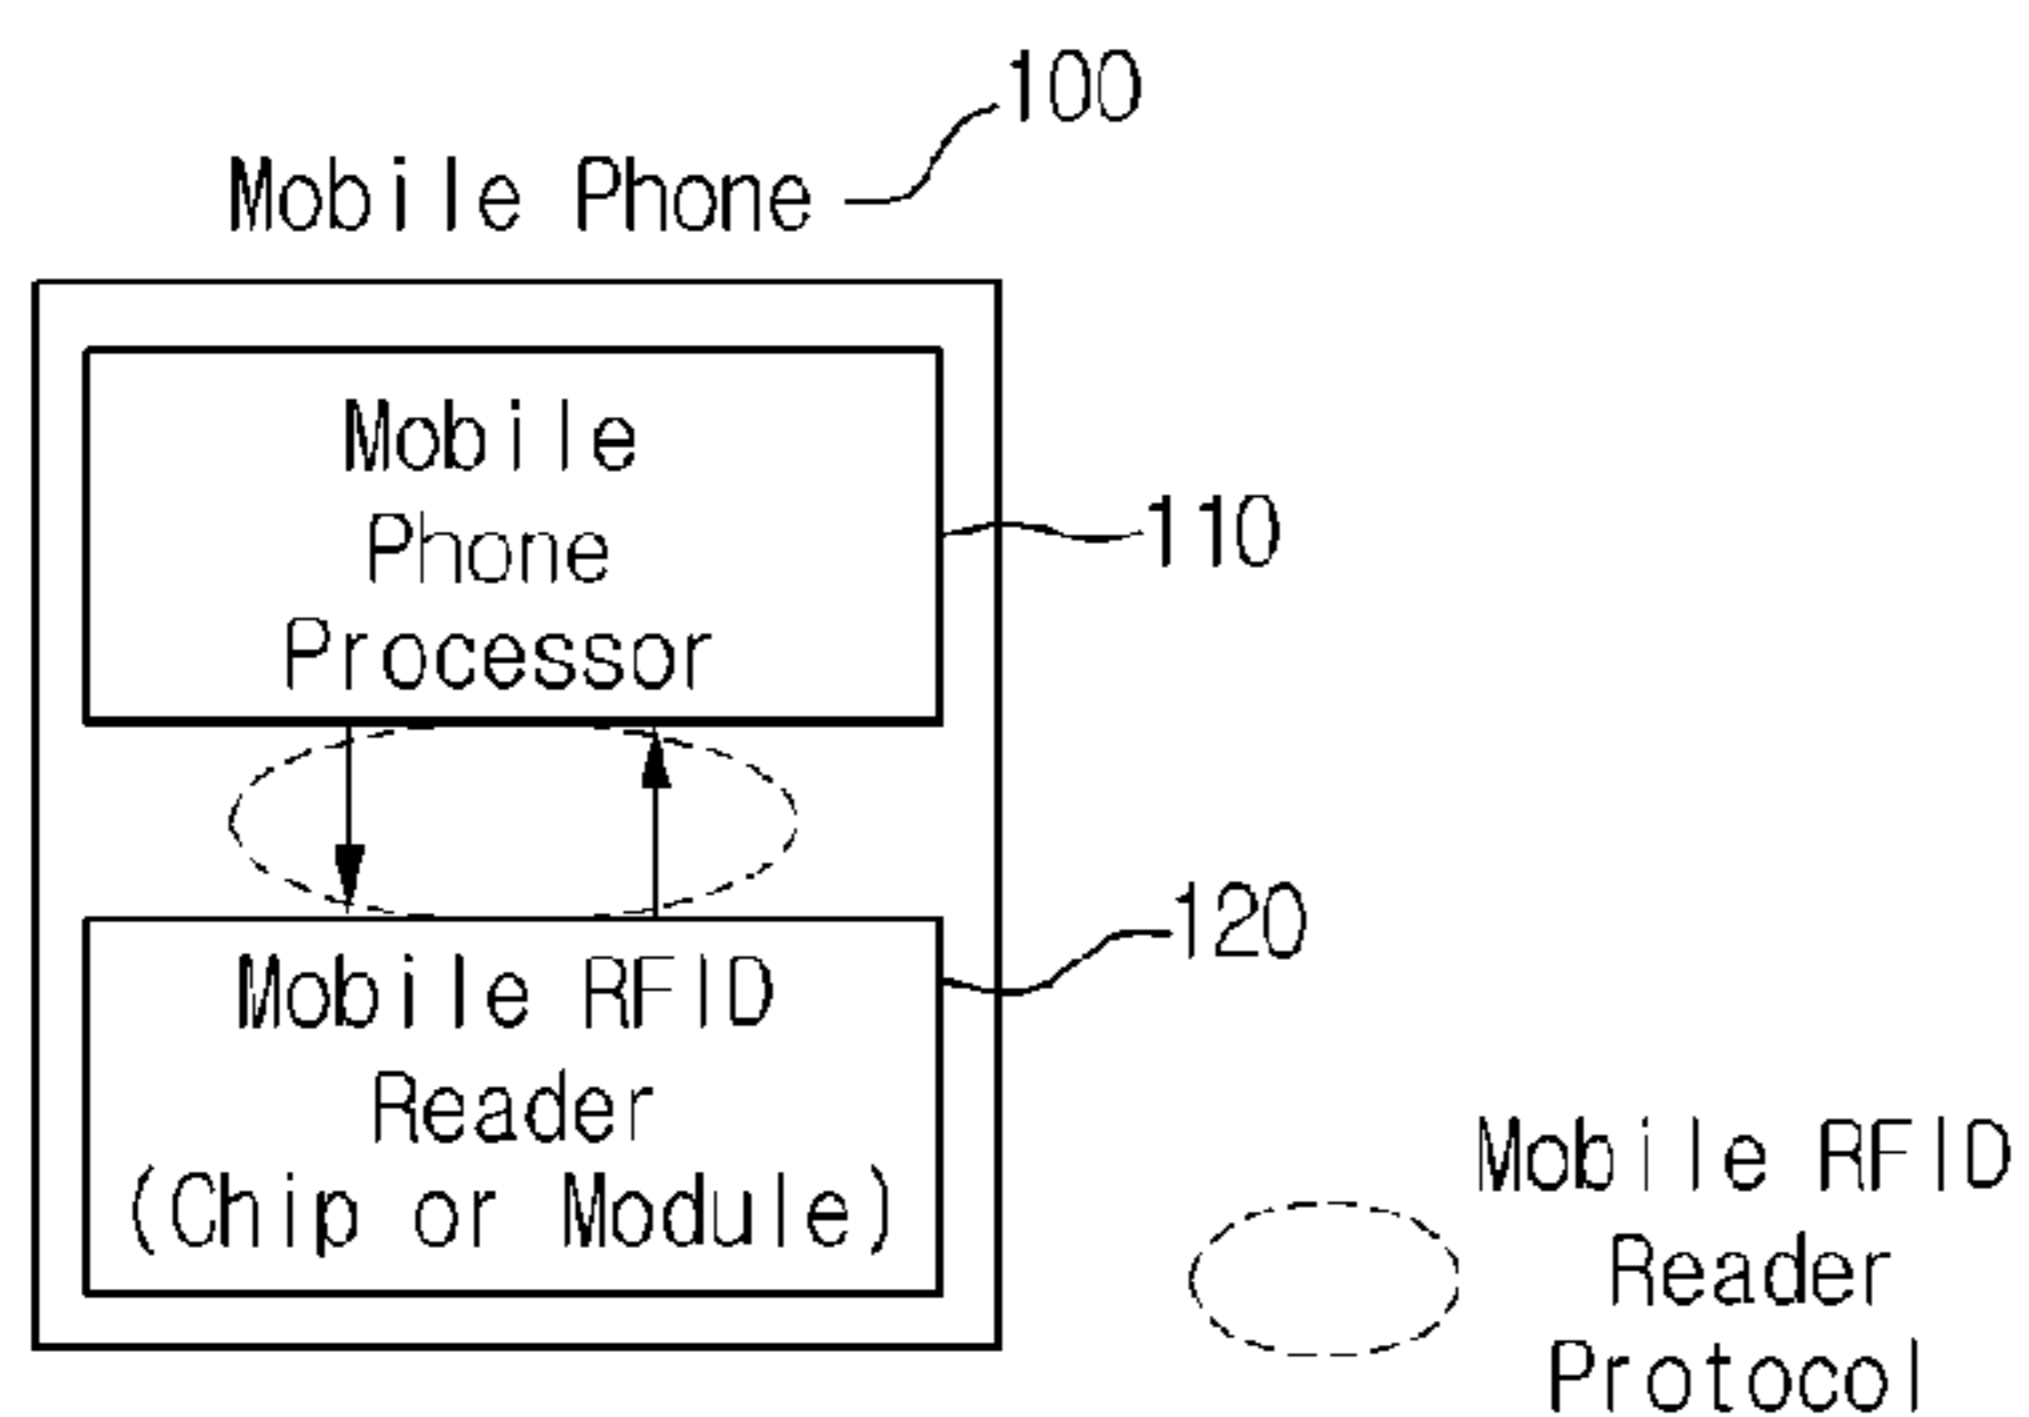 100
Mobile Phone
Mobile
Phone
Processor
110
120
Mobile RFID
Reader
(Chip or Module)
Mobile RFID
Reader
Protocol